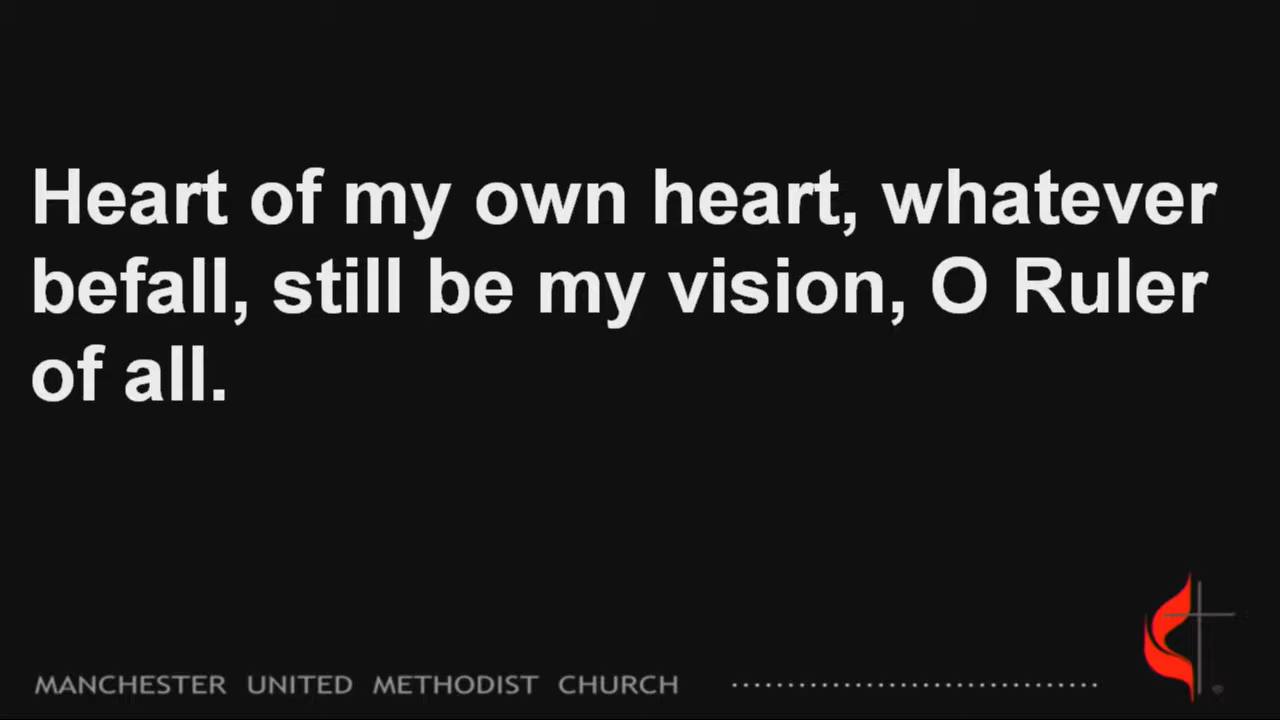 Heart of my own heart, whatever
befall, still be my vision, O Ruler
of all.
MANCHESTER UNITED METHODIST CHURCH